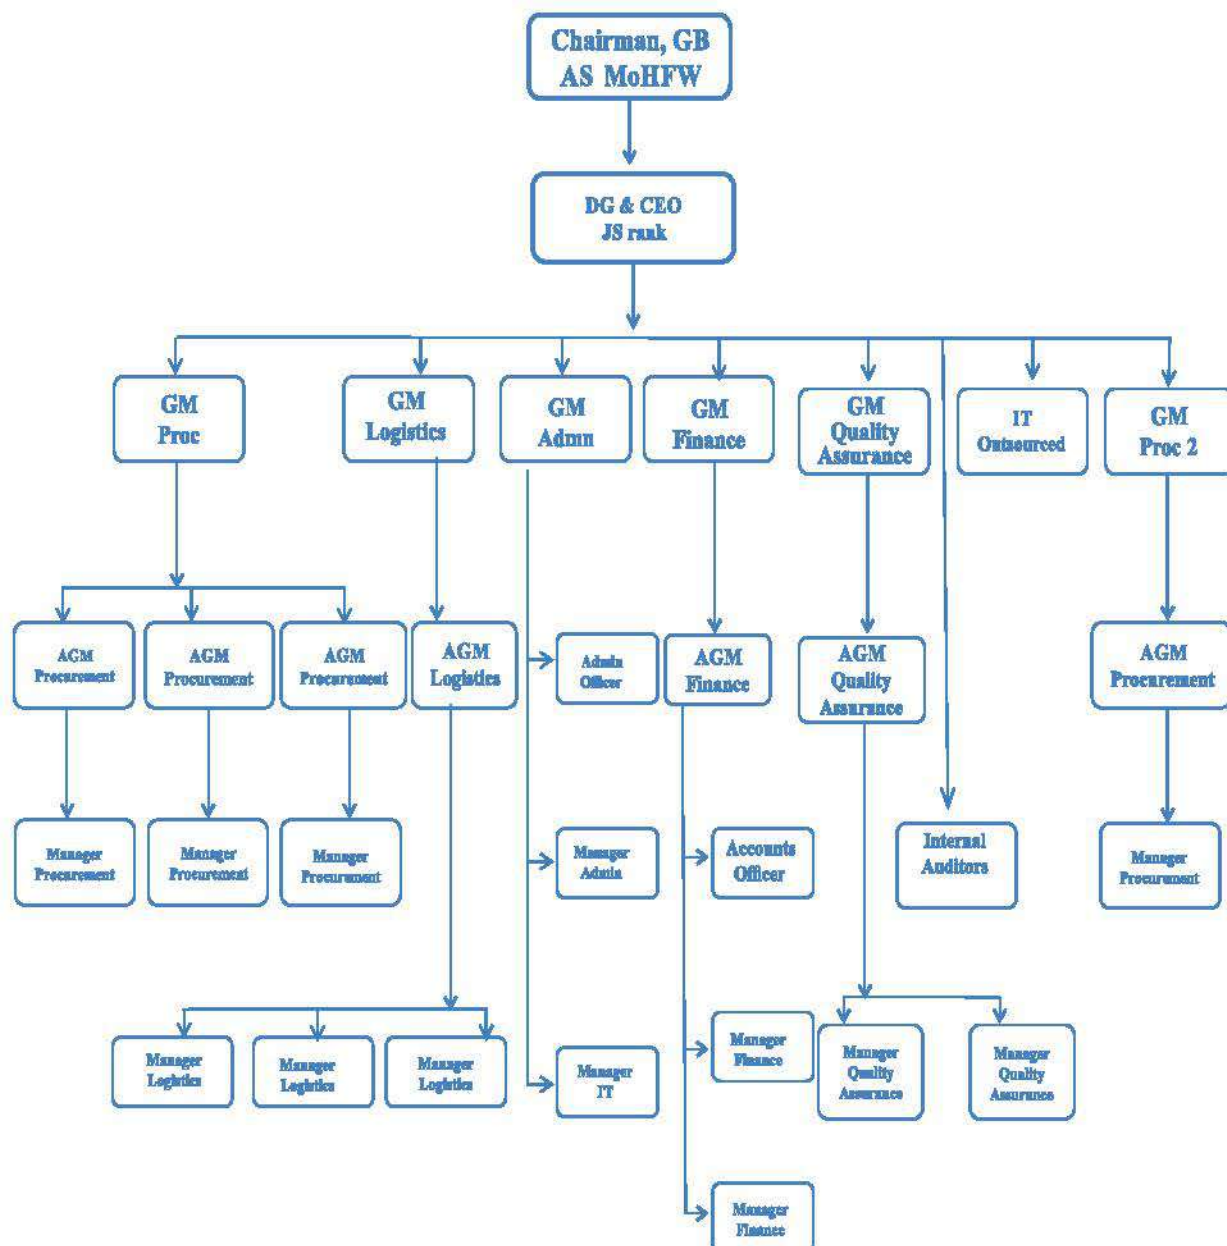 Chairman, GB
AS MoHFW
DG & CEO
JS rank
GM
Proc
GM
Logistics
GM
Admn
GM
Finance
GM
Quality
Assurance
IT
Outsourced
GM
Proc 2
AGM
Procurement
AGM
Procurement
AGM
Procurement
AGM
Logistics
Admin
Officer
AGM
Finance
AGM
Quality
Assurance
AGM
Procurement
Manager
Procurement
Manager
Procurement
Manager
Procurement
Manager
Admin
Accounts
Officer
Internal
Auditors
Manager
Procurement
Manager
Logistics
Manager
Logistics
Manager
Logistics
Manager
IT
Manager
Finance
Manager
Quality
Assurance
Manager
Quality
Assurance
Manager
Finance